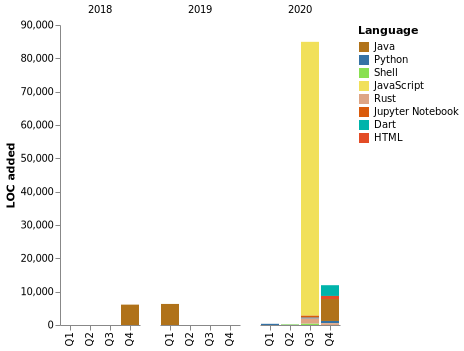 2018 2019 2020
Language
Java
Python
Shell
JavaScript
Rust
Jupyter Notebook
Dart
HTML
LOC added
90,000
80,000
70,000
60,000
50,000
40,000
30,000
20,000
10,000
0
Q1 Q2 Q3 Q4 Q1 Q2 Q3 Q4 Q1 Q2 Q3 Q4